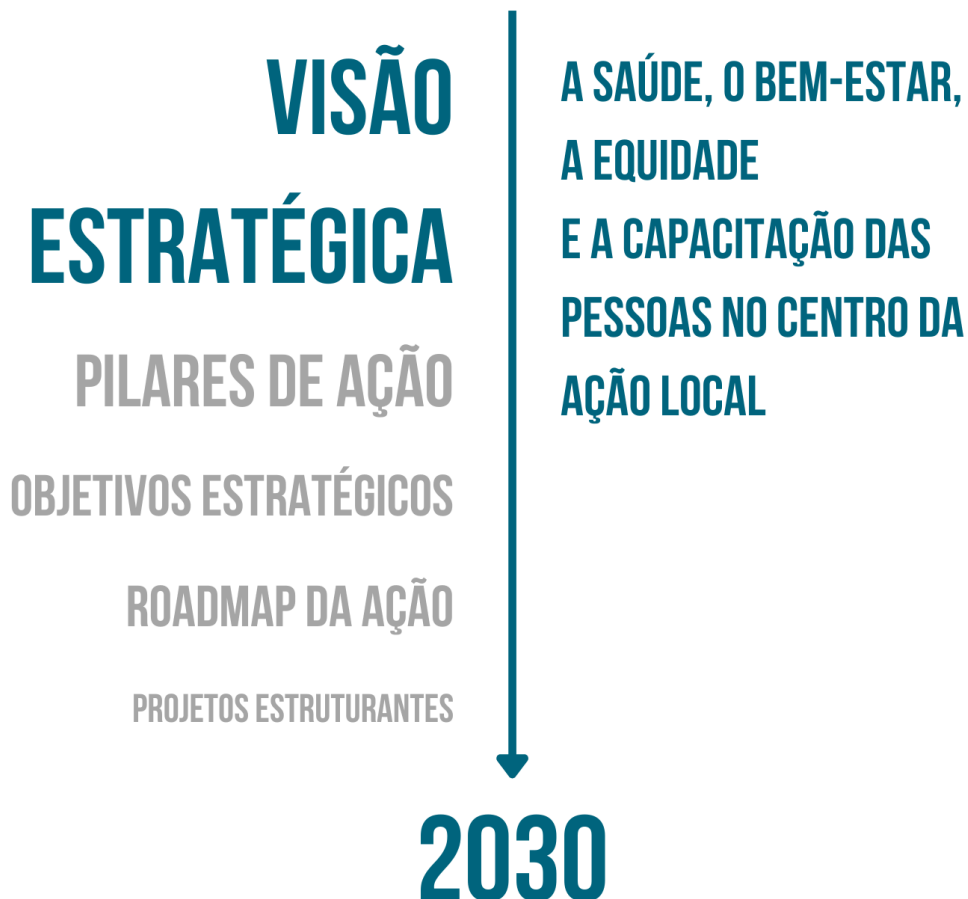 VISÃO
ESTRATÉGICA
PILARES DE AÇÃO
OBJETIVOS ESTRATÉGICOS
ROADMAP DA AÇÃO
PROJETOS ESTRUTURANTES
A SAÚDE, O BEM-ESTAR,
A EQUIDADE
E A CAPACITAÇÃO DAS
PESSOAS NO CENTRO DA
AÇÃO LOCAL
2030